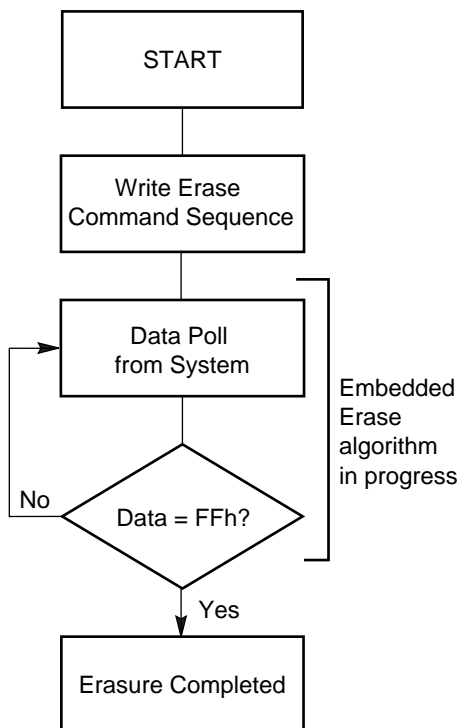 START
Write Erase
Command Sequence
Data Poll
from System
Embedded
Erase
algorithm
in progress
No
Data = FFh?
Yes
Erasure Completed